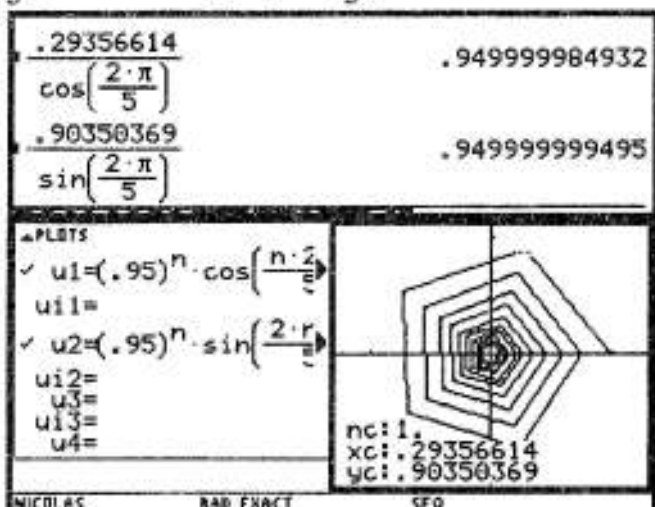 .29356614
cos(2·π/5)
.949999984932
.90350369
sin(2·π/5)
.949999999495
PLOTS
✓ u1=(.95)^n·cos(n·2
ui1=
✓ u2=(.95)^n·sin(2·
ui2=
u3=
ui3=
u4=
nc:1.
xc:.29356614
yc:.90350369
NICOLAS RAD EXACT SEQ